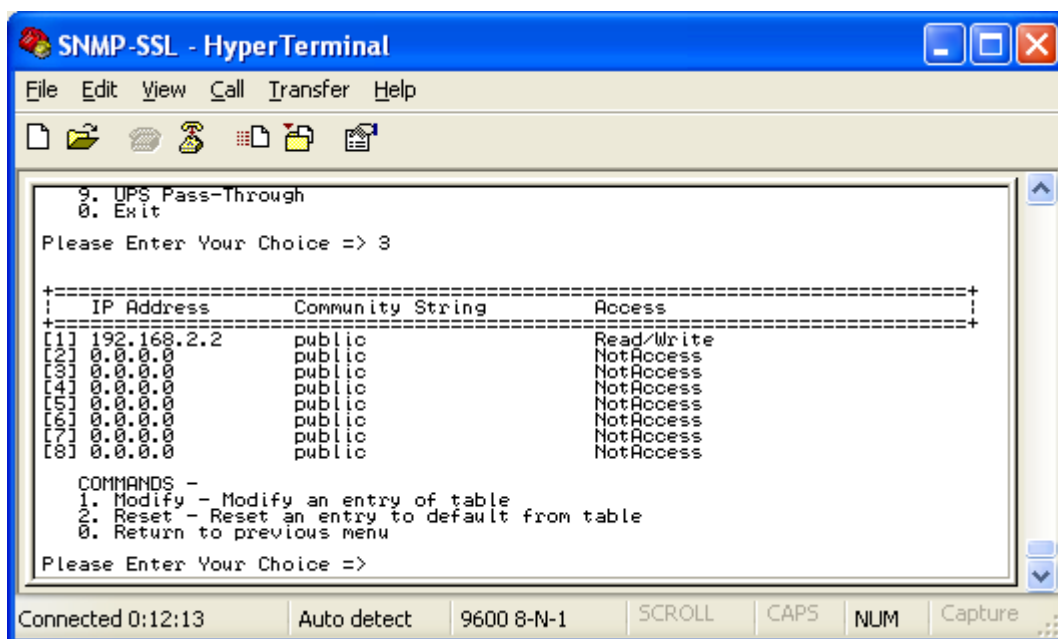 SNMP-SSL - HyperTerminal
File Edit View Call Transfer Help
9. UPS Pass-Through
0. Exit
Please Enter Your Choice => 3
+==================================================================+
¦ IP Address Community String Access ¦
+==================================================================+
[1] 192.168.2.2 public Read/Write
[2] 0.0.0.0 public NotAccess
[3] 0.0.0.0 public NotAccess
[4] 0.0.0.0 public NotAccess
[5] 0.0.0.0 public NotAccess
[6] 0.0.0.0 public NotAccess
[7] 0.0.0.0 public NotAccess
[8] 0.0.0.0 public NotAccess
COMMANDS -
1. Modify - Modify an entry of table
2. Reset - Reset an entry to default from table
0. Return to previous menu
Please Enter Your Choice =>
Connected 0:12:13 Auto detect 9600 8-N-1 SCROLL CAPS NUM Capture